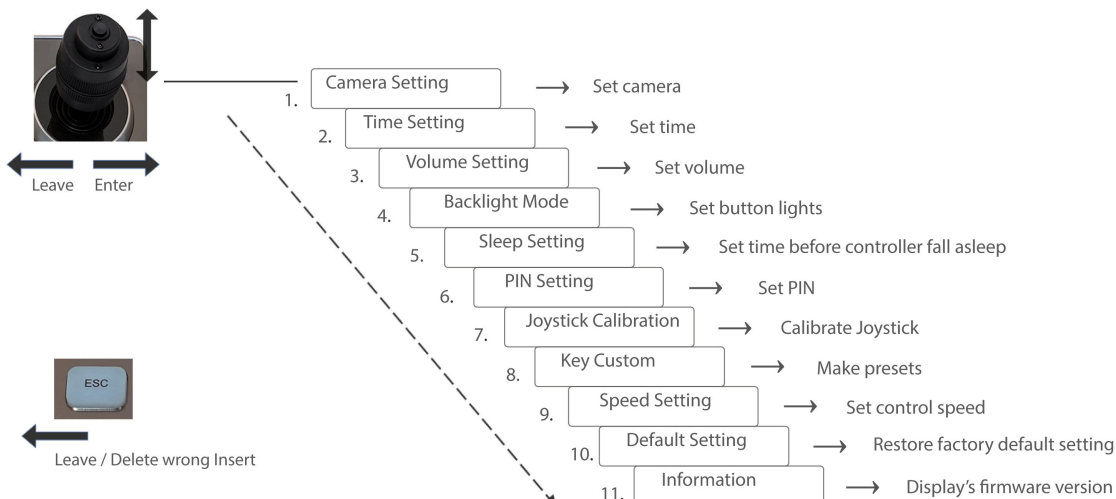 1. Camera Setting → Set camera
2. Time Setting → Set time
3. Volume Setting → Set volume
4. Backlight Mode → Set button lights
5. Sleep Setting → Set time before controller fall asleep
6. PIN Setting → Set PIN
7. Joystick Calibration → Calibrate Joystick
8. Key Custom → Make presets
9. Speed Setting → Set control speed
10. Default Setting → Restore factory default setting
11. Information → Display's firmware version
Leave Enter
ESC
Leave / Delete wrong Insert